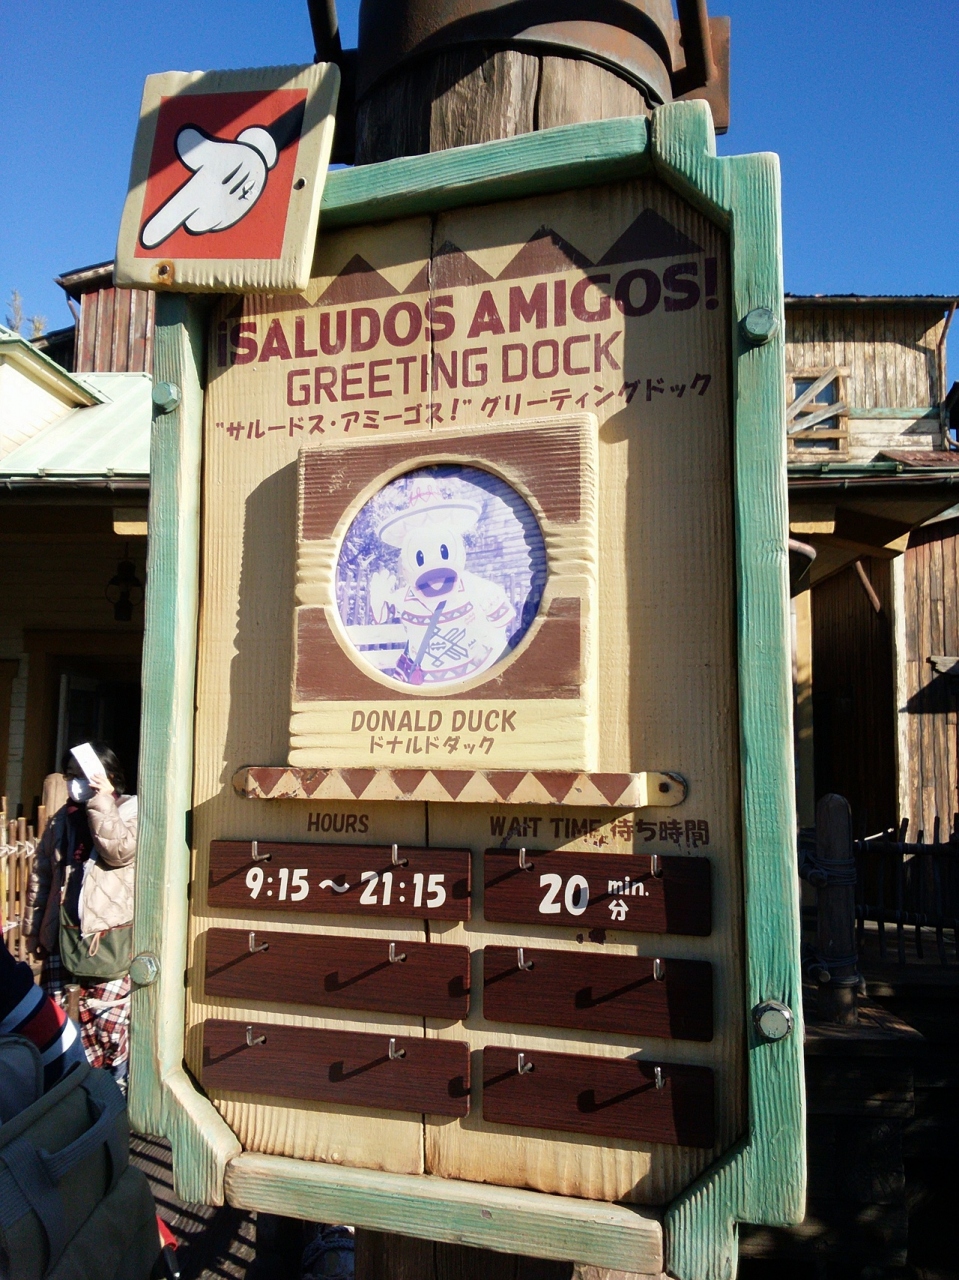 ¡SALUDOS AMIGOS!
GREETING DOCK
"サルードス・アミーゴス!" グリーティングドック
DONALD DUCK
ドナルドダック
HOURS
WAIT TIME 待ち時間
9:15～21:15
20 min.
分